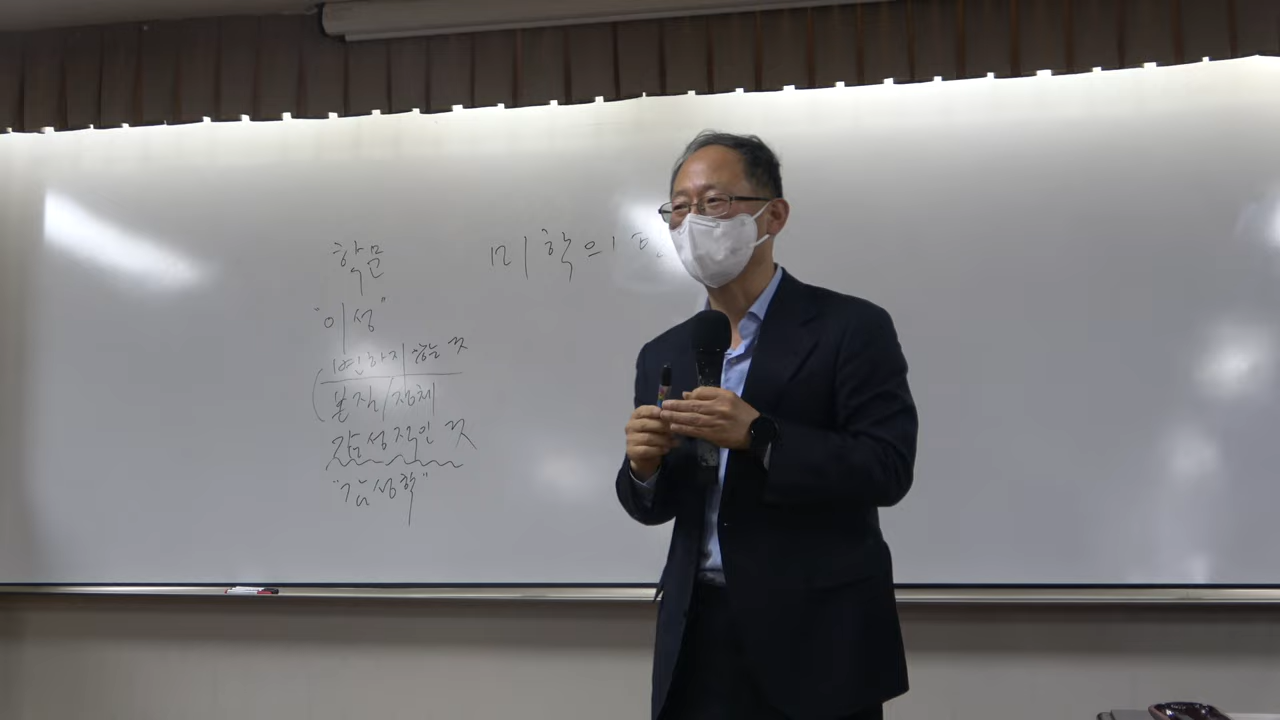 학문
미학의
"이성"
변하지 않는 것
(본질/정체
감성적인 것
"감성학"